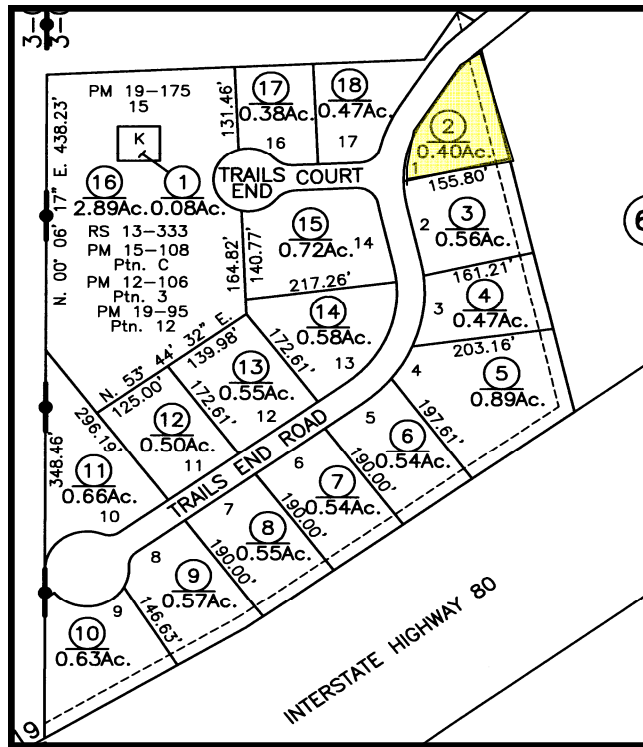 3-
3-
PM 19-175
15
K
16
2.89Ac.
1
0.08Ac.
RS 13-333
PM 15-108
Ptn. C
PM 12-106
Ptn. 3
PM 19-95
Ptn. 12
N. 00° 06' 17" E. 438.23'
131.46'
17
0.38Ac.
16
18
0.47Ac.
17
TRAILS END COURT
2
0.40Ac.
1
155.80'
2
3
0.56Ac.
161.21'
3
4
0.47Ac.
203.16'
4
5
0.89Ac.
6
164.82'
140.77'
15
0.72Ac.
14
217.26'
14
0.58Ac.
13
172.61'
N. 53° 44' 32" E.
139.98'
125.00'
13
0.55Ac.
12
172.61'
12
0.50Ac.
11
296.19'
348.46'
11
0.66Ac.
10
TRAILS END ROAD
5
197.61'
6
0.54Ac.
190.00'
6
7
0.54Ac.
190.00'
7
8
0.55Ac.
190.00'
8
9
0.57Ac.
146.63'
9
10
0.63Ac.
INTERSTATE HIGHWAY 80
19